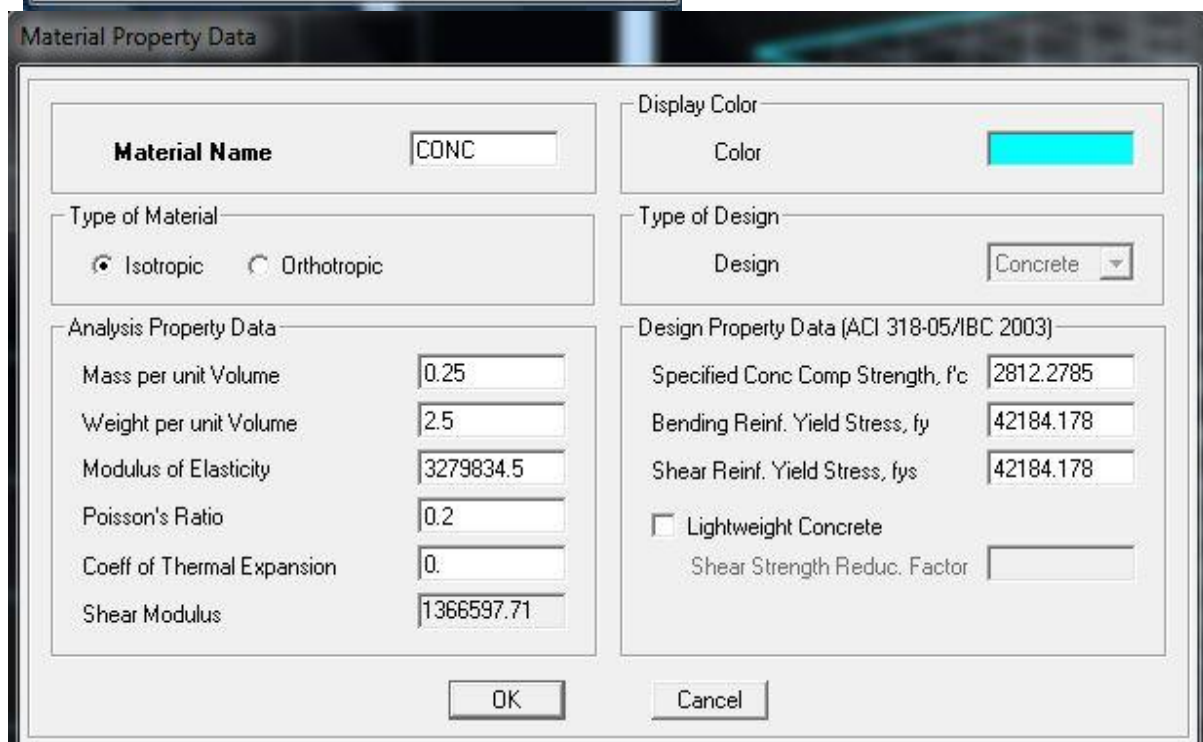 Material Property Data
Material Name CONC
Display Color
Color
Type of Material
Isotropic Orthotropic
Type of Design
Design Concrete
Analysis Property Data
Mass per unit Volume 0.25
Weight per unit Volume 2.5
Modulus of Elasticity 3279834.5
Poisson's Ratio 0.2
Coeff of Thermal Expansion 0.
Shear Modulus 1366597.71
Design Property Data (ACI 318-05/IBC 2003)
Specified Conc Comp Strength, f'c 2812.2785
Bending Reinf. Yield Stress, fy 42184.178
Shear Reinf. Yield Stress, fys 42184.178
Lightweight Concrete
Shear Strength Reduc. Factor
OK Cancel